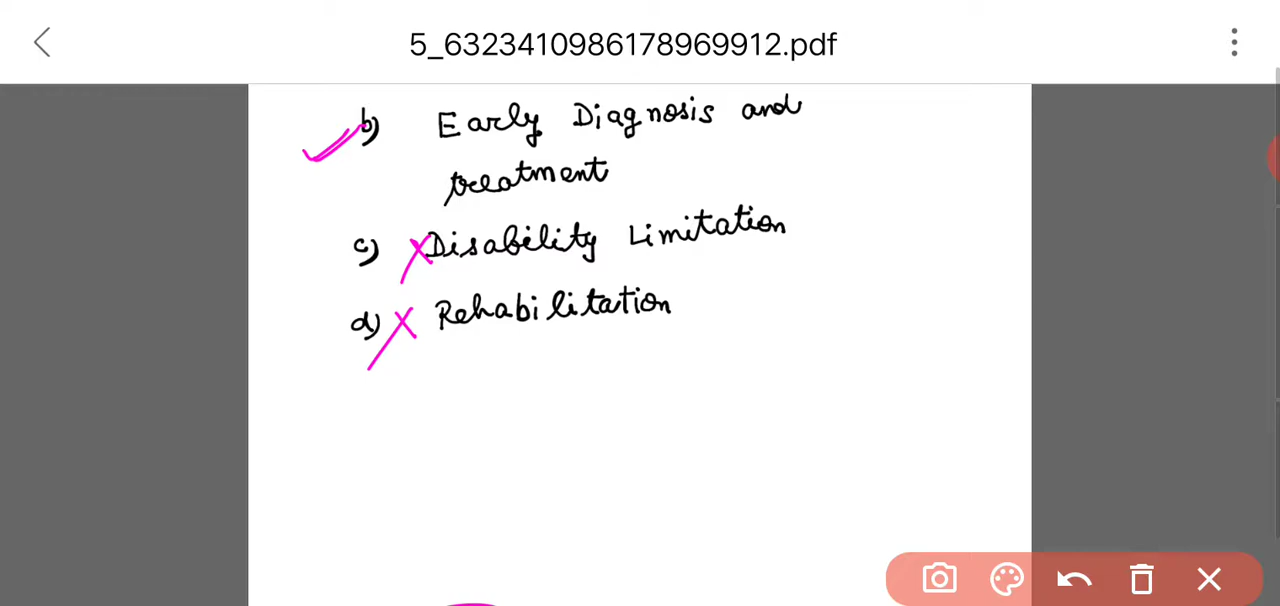 5_6323410986178969912.pdf
b) Early Diagnosis and
treatment
c) Disability Limitation
d) Rehabilitation